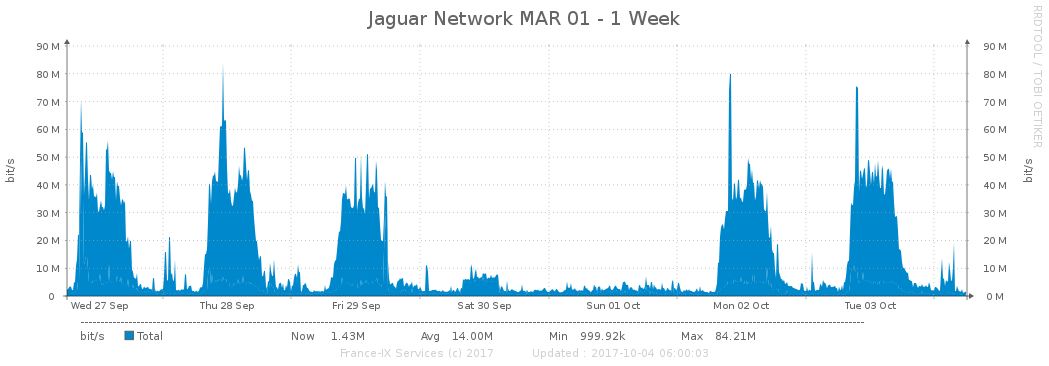 Jaguar Network MAR 01 - 1 Week
RRDTOOL / TOBI OETIKER
bit/s
90 M
80 M
70 M
60 M
50 M
40 M
30 M
20 M
10 M
0
90 M
80 M
70 M
60 M
50 M
40 M
30 M
20 M
10 M
0 M
bit/s
Wed 27 Sep Thu 28 Sep Fri 29 Sep Sat 30 Sep Sun 01 Oct Mon 02 Oct Tue 03 Oct
bit/s Total Now 1.43M Avg 14.00M Min 999.92k Max 84.21M
France-IX Services (c) 2017 Updated : 2017-10-04 06:00:03